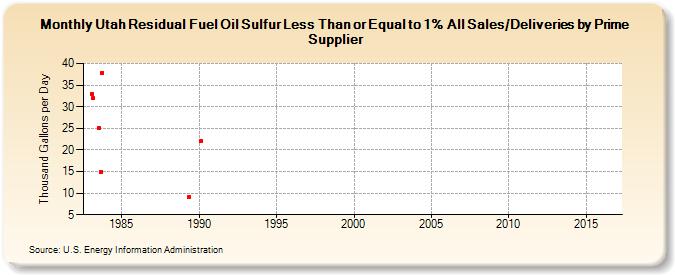 Monthly Utah Residual Fuel Oil Sulfur Less Than or Equal to 1% All Sales/Deliveries by Prime
Supplier
Thousand Gallons per Day
40
35
30
25
20
15
10
5
1985 1990 1995 2000 2005 2010 2015
Source: U.S. Energy Information Administration